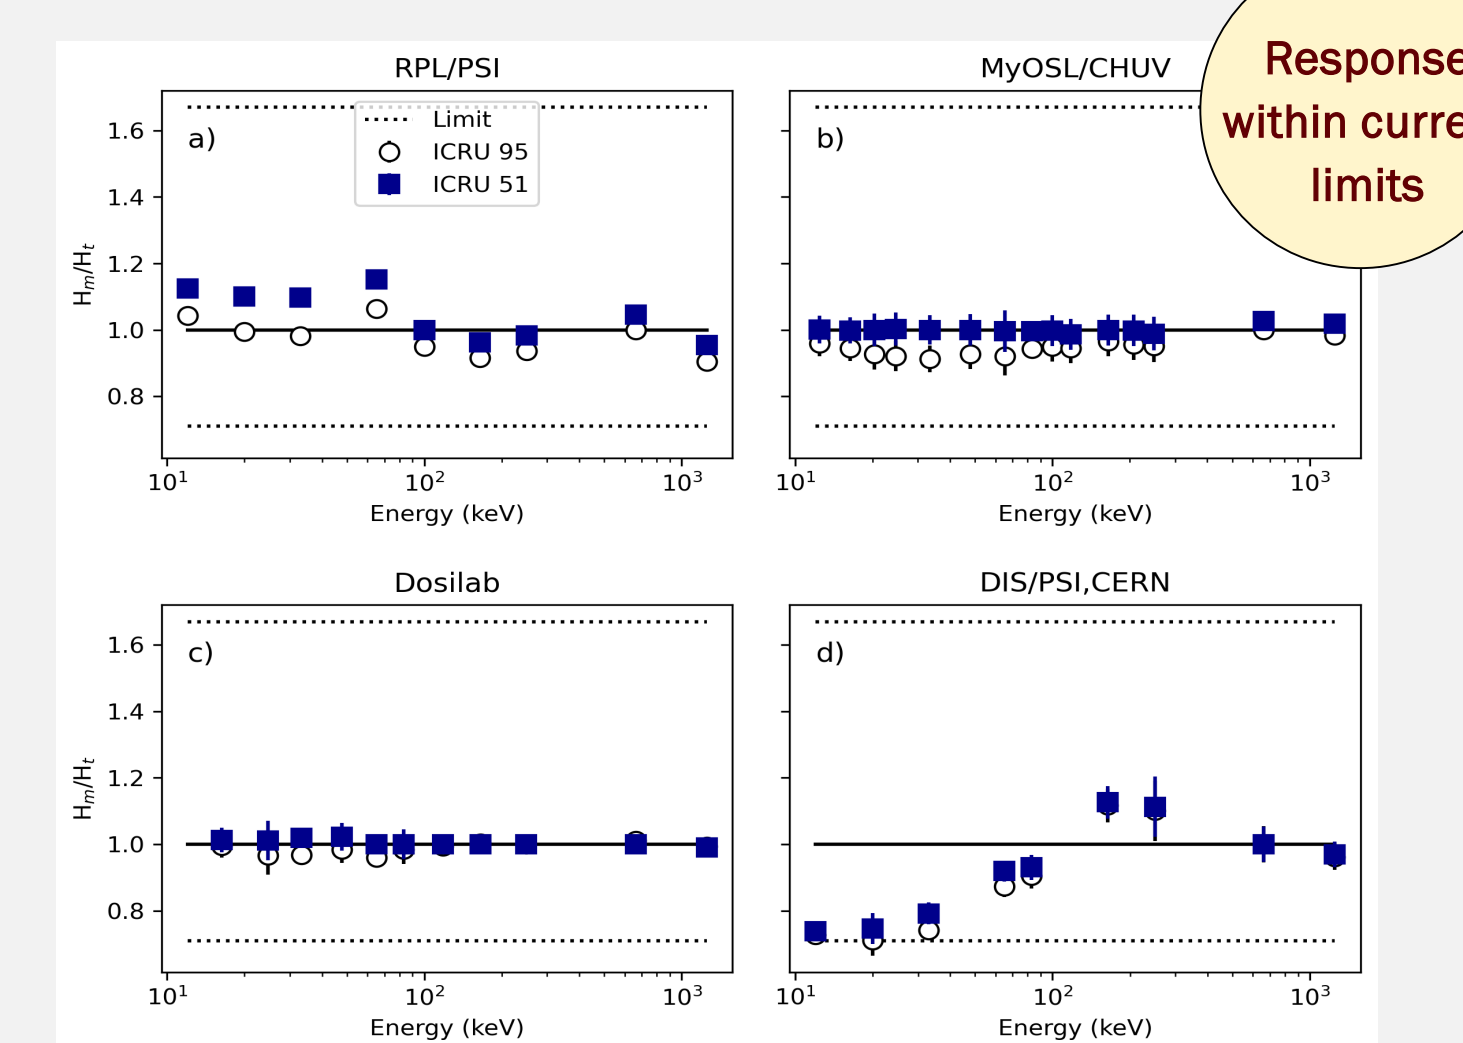 RPL/PSI
MyOSL/CHUV
Response
within curre
limits
a)
Limit
ICRU 95
ICRU 51
b)
1.6
1.4
1.2
1.0
0.8
Hm/Ht
10¹ 10² 10³
Energy (keV)
10¹ 10² 10³
Energy (keV)
Dosilab
DIS/PSI,CERN
c)
d)
1.6
1.4
1.2
1.0
0.8
Hm/Ht
10¹ 10² 10³
Energy (keV)
10¹ 10² 10³
Energy (keV)